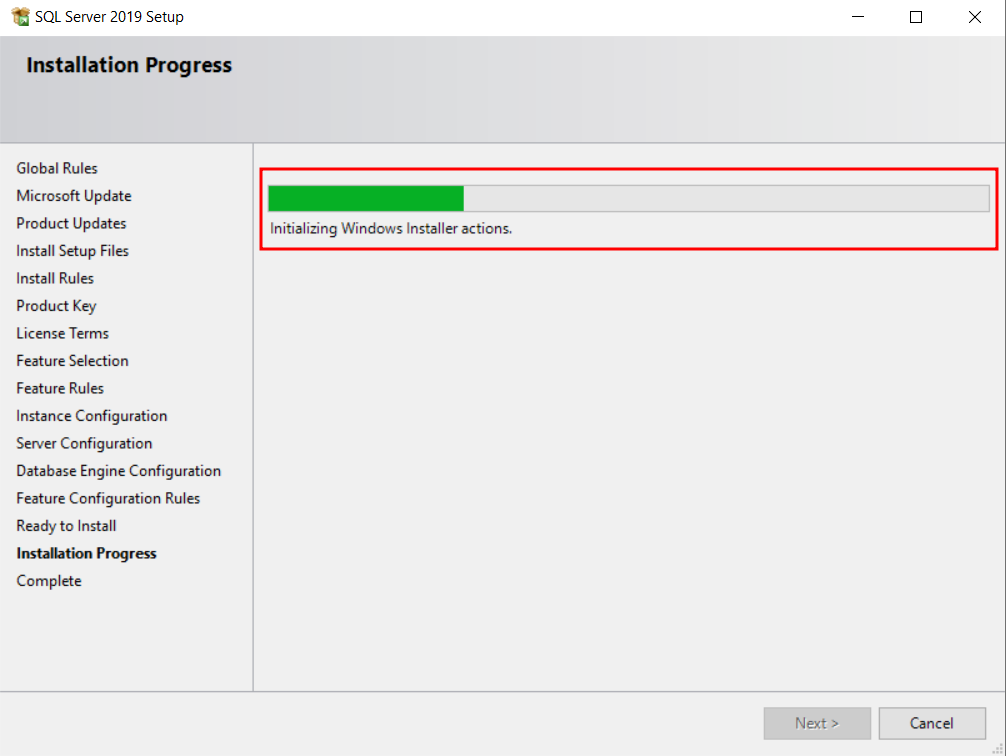 SQL Server 2019 Setup
Installation Progress
Global Rules
Microsoft Update
Product Updates
Install Setup Files
Install Rules
Product Key
License Terms
Feature Selection
Feature Rules
Instance Configuration
Server Configuration
Database Engine Configuration
Feature Configuration Rules
Ready to Install
Installation Progress
Complete
Initializing Windows Installer actions.
Next >
Cancel